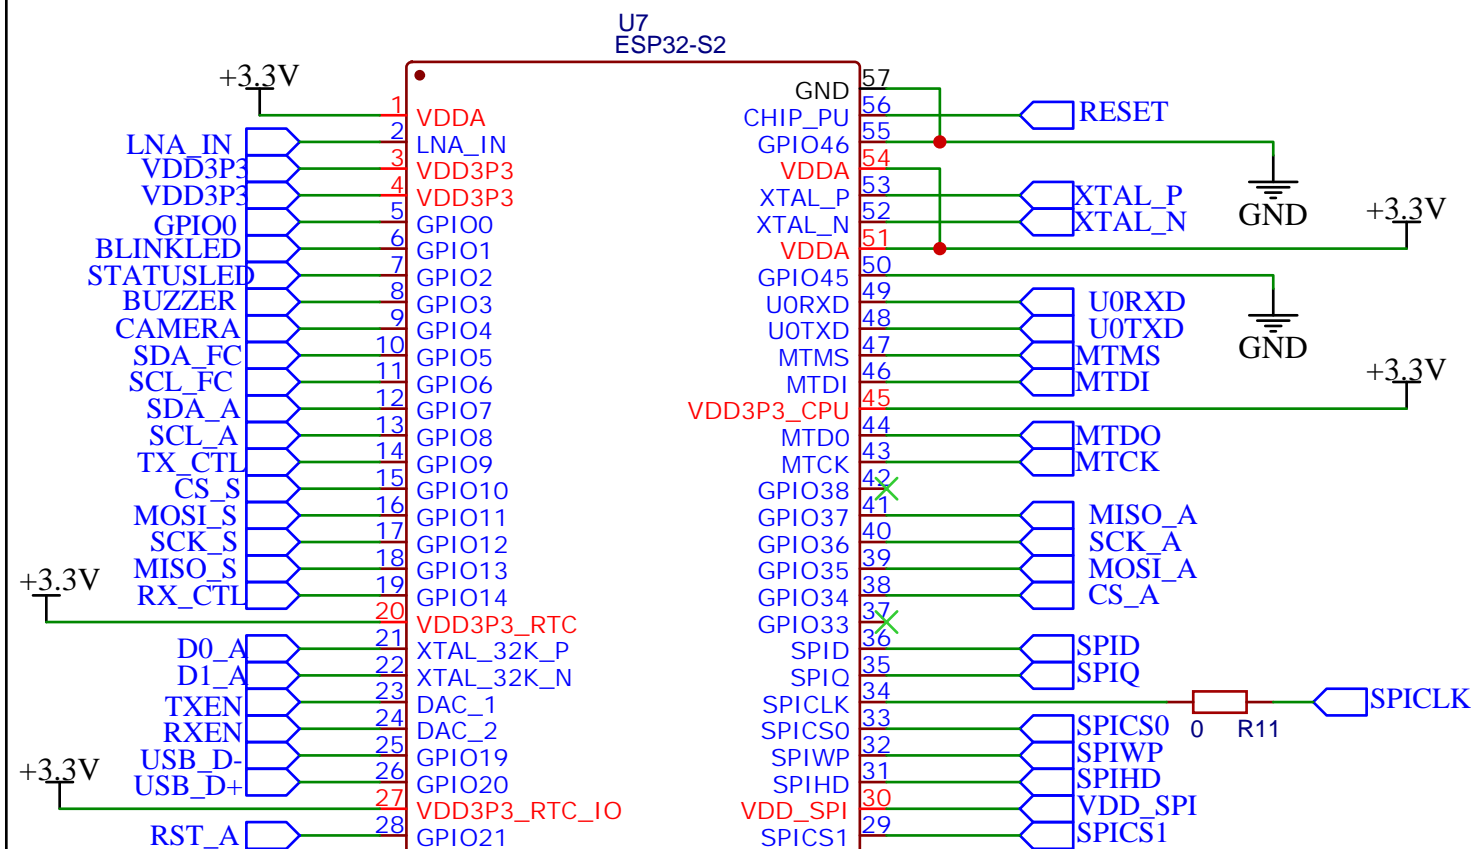 U7
ESP32-S2
+3.3V
1 VDDA
LNA_IN 2 LNA_IN
VDD3P3 3 VDD3P3
VDD3P3 4 VDD3P3
GPIO0 5 GPIO0
BLINKLED 6 GPIO1
STATUSLED 7 GPIO2
BUZZER 8 GPIO3
CAMERA 9 GPIO4
SDA_FC 10 GPIO5
SCL_FC 11 GPIO6
SDA_A 12 GPIO7
SCL_A 13 GPIO8
TX_CTL 14 GPIO9
CS_S 15 GPIO10
MOSI_S 16 GPIO11
SCK_S 17 GPIO12
MISO_S 18 GPIO13
RX_CTL 19 GPIO14
+3.3V
20 VDD3P3_RTC
D0_A 21 XTAL_32K_P
D1_A 22 XTAL_32K_N
TXEN 23 DAC_1
RXEN 24 DAC_2
USB_D- 25 GPIO19
USB_D+ 26 GPIO20
+3.3V
27 VDD3P3_RTC_IO
RST_A 28 GPIO21
GND 57
CHIP_PU 56 RESET
GPIO46 55
GND
VDDA 54
XTAL_P 53 XTAL_P
XTAL_N 52 XTAL_N
VDDA 51
+3.3V
GPIO45 50
GND
U0RXD 49 U0RXD
U0TXD 48 U0TXD
MTMS 47 MTMS
MTDI 46 MTDI
VDD3P3_CPU 45
+3.3V
MTD0 44 MTDO
MTCK 43 MTCK
GPIO38 42
GPIO37 41 MISO_A
GPIO36 40 SCK_A
GPIO35 39 MOSI_A
GPIO34 38 CS_A
GPIO33 37
SPID 36 SPID
SPIQ 35 SPIQ
SPICLK 34 0 R11 SPICLK
SPICS0 33 SPICS0
SPIWP 32 SPIWP
SPIHD 31 SPIHD
VDD_SPI 30 VDD_SPI
SPICS1 29 SPICS1